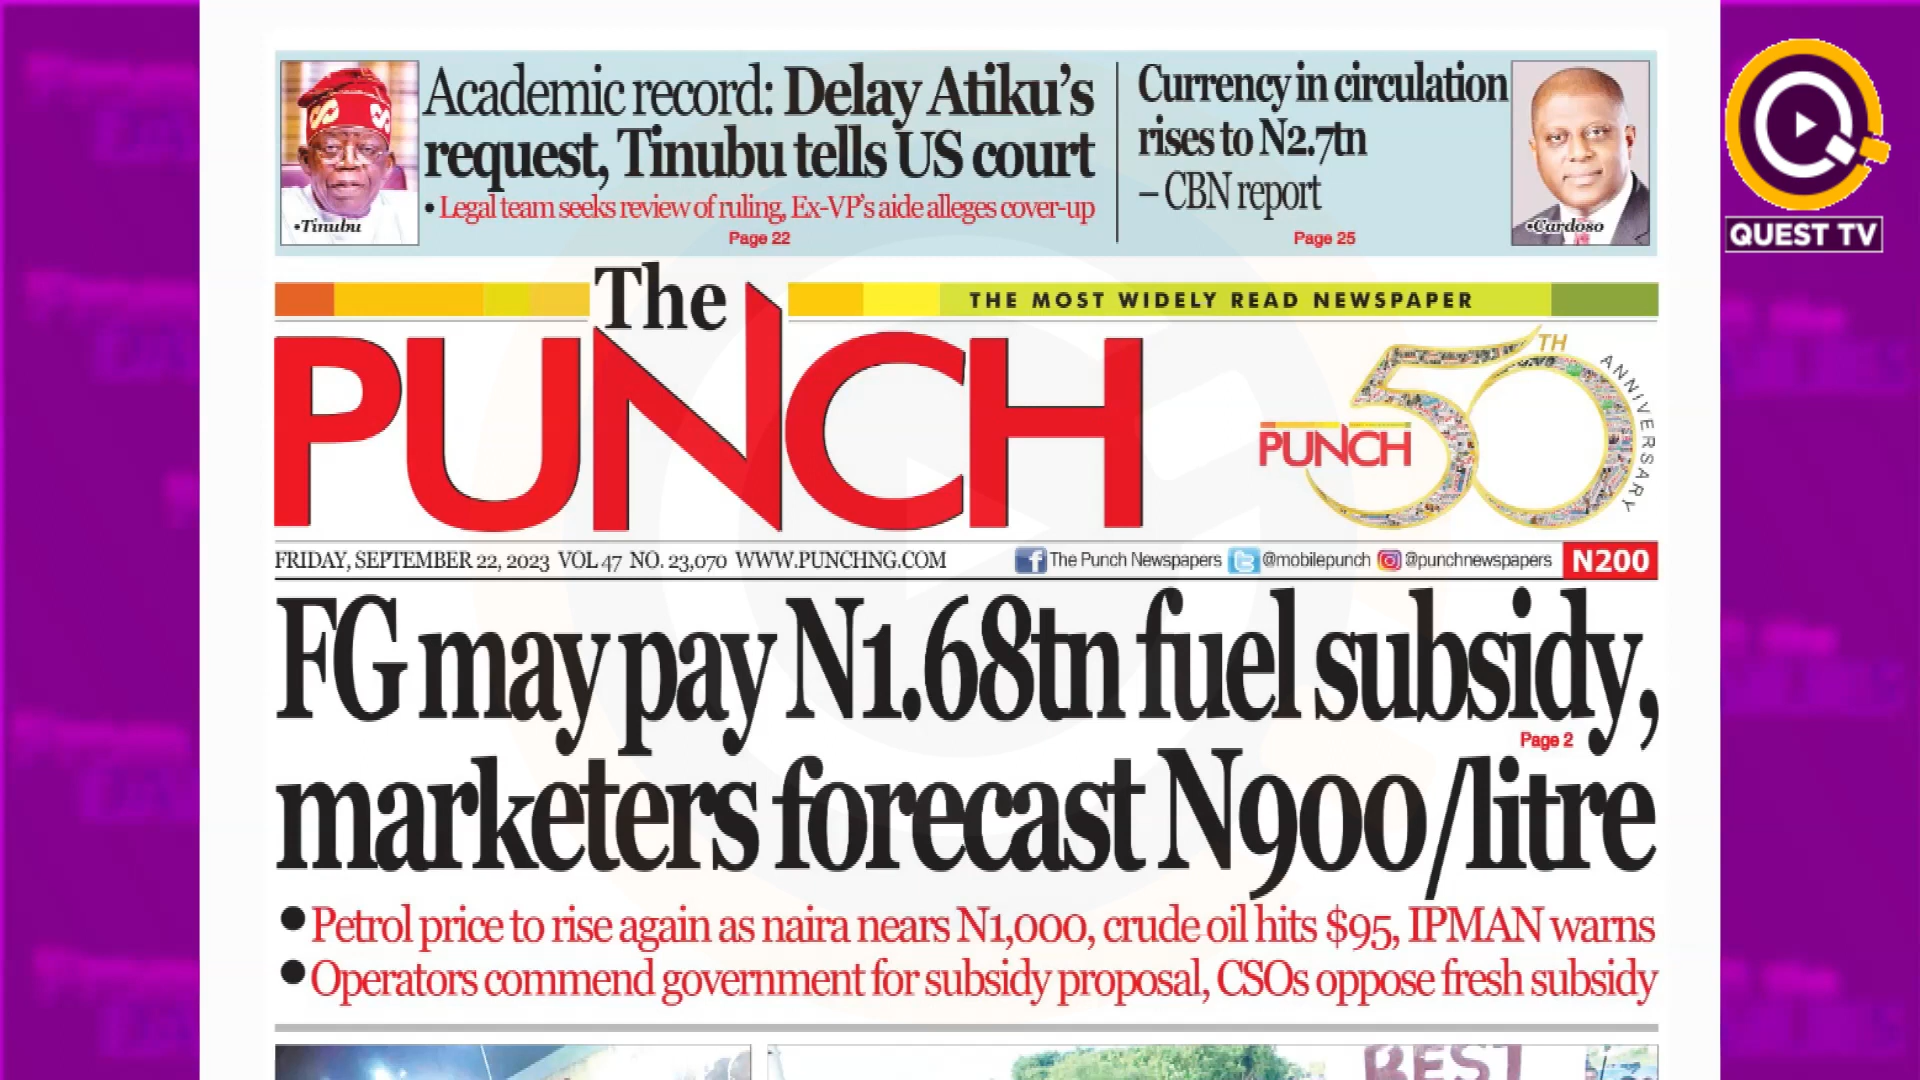 Academic record: Delay Atiku's
request, Tinubu tells US court
• Legal team seeks review of ruling, Ex-VP's aide alleges cover-up
Page 22
•Tinubu
Currency in circulation
rises to N2.7tn
– CBN report
Page 25
•Cardoso
QUEST TV
The
PUNCH
THE MOST WIDELY READ NEWSPAPER
PUNCH
50TH
ANNIVERSARY
FRIDAY, SEPTEMBER 22, 2023 VOL 47 NO. 23,070 WWW.PUNCHNG.COM
The Punch Newspapers @mobilepunch @punchnewspapers N200
FG may pay N1.68tn fuel subsidy,
Page 2
marketers forecast N900/litre
● Petrol price to rise again as naira nears N1,000, crude oil hits $95, IPMAN warns
● Operators commend government for subsidy proposal, CSOs oppose fresh subsidy
BEST